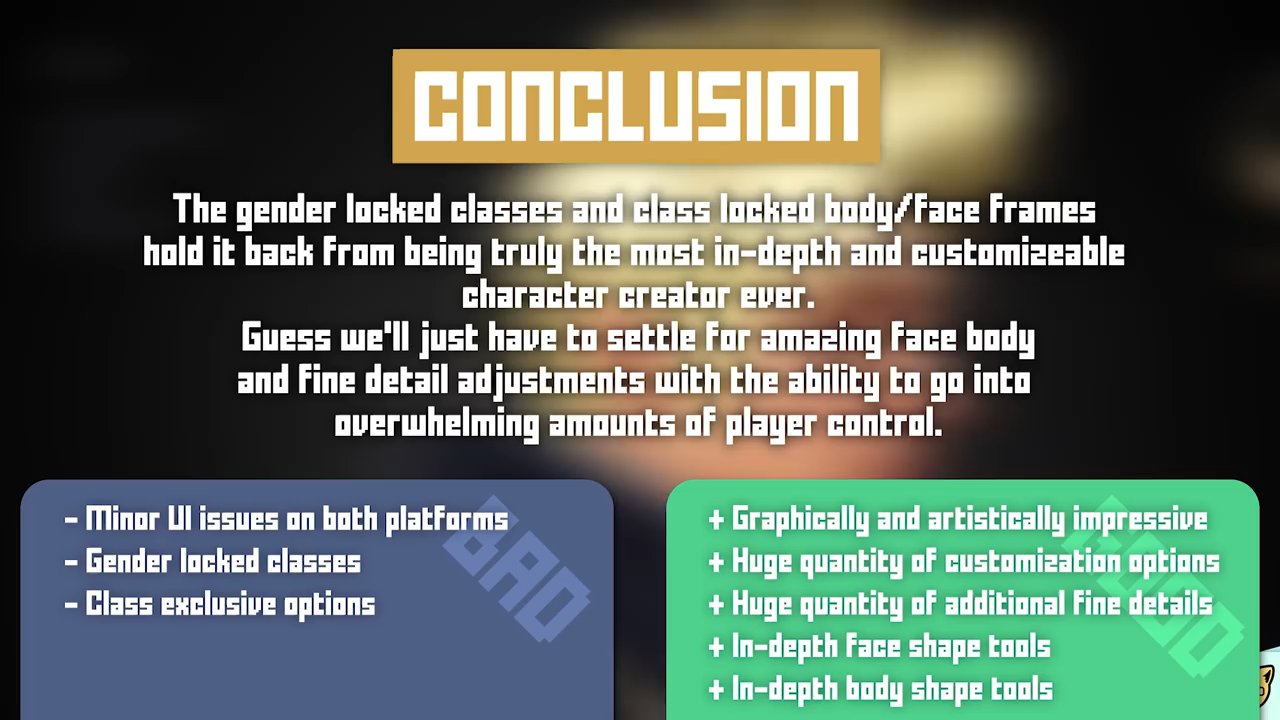 CONCLUSION
The gender locked classes and class locked body/face frames
hold it back from being truly the most in-depth and customizeable
character creator ever.
Guess we'll just have to settle for amazing face body
and fine detail adjustments with the ability to go into
overwhelming amounts of player control.
- Minor UI issues on both platforms
- Gender locked classes
- Class exclusive options
BAD
+ Graphically and artistically impressive
+ Huge quantity of customization options
+ Huge quantity of additional fine details
+ In-depth face shape tools
+ In-depth body shape tools
GOOD